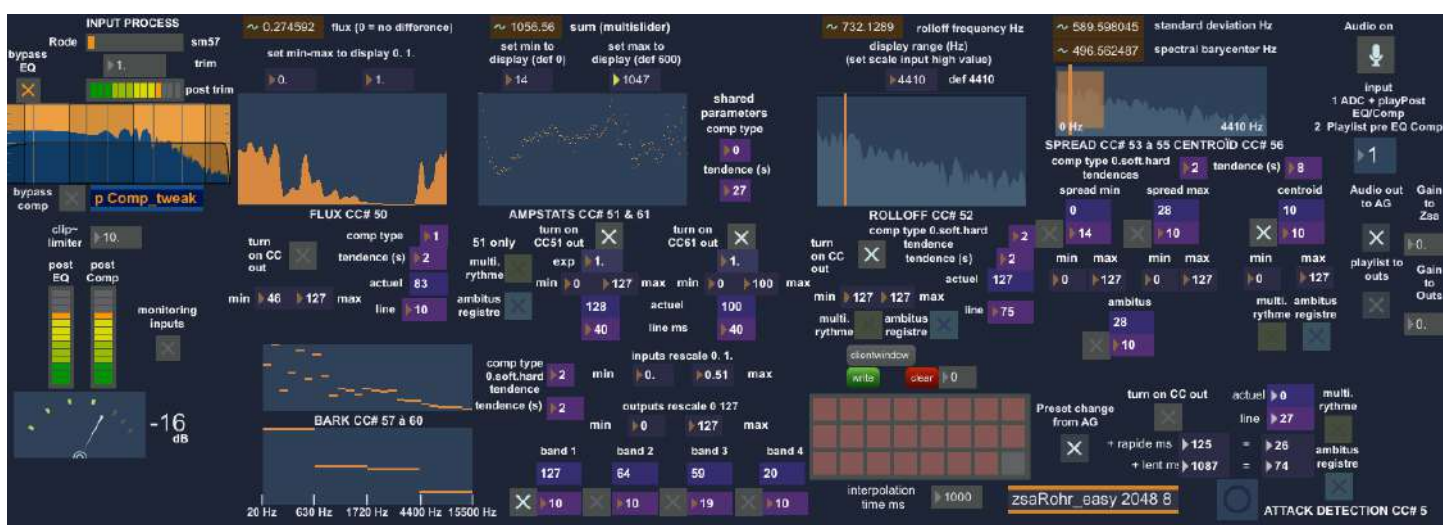 INPUT PROCESS
Rode
sm57
bypass
EQ
1.
trim
post trim
bypass
comp
p Comp_tweak
clip~
limiter
10.
post
EQ
post
Comp
monitoring
inputs
-16
dB
~ 0.274592
flux (0 = no difference)
set min-max to display 0. 1.
0.
1.
FLUX CC# 50
turn
on CC
out
comp type
1
tendence (s)
2
actuel
83
min
46
127
max
line
10
BARK CC# 57 à 60
20 Hz
630 Hz
1720 Hz
4400 Hz
15500 Hz
~ 1056.56
sum (multislider)
set min to
display (def 0)
set max to
display (def 600)
14
1047
shared
parameters
comp type
0
tendence (s)
27
AMPSTATS CC# 51 & 61
51 only
turn on
CC51 out
turn on
CC61 out
multi.
rythme
exp
1.
1.
min
0
127
max
min
0
100
max
ambitus
registre
128
actuel
100
40
line ms
40
comp type
0.soft.hard
tendence
2
tendence (s)
2
inputs rescale 0. 1.
min
0.
0.51
max
outputs rescale 0 127
min
0
127
max
band 1
band 2
band 3
band 4
127
64
59
20
10
10
19
10
~ 732.1289
rolloff frequency Hz
display range (Hz)
(set scale input high value)
4410
def 4410
ROLLOFF CC# 52
comp type 0.soft.hard
tendence
2
turn
on CC
out
tendence (s)
2
actuel
127
min
127
127
max
multi.
rythme
ambitus
registre
line
75
clientwindow
write
clear
0
interpolation
time ms
1000
zsaRohr_easy 2048 8
~ 589.598045
standard deviation Hz
~ 496.562487
spectral barycenter Hz
0 Hz
4410 Hz
SPREAD CC# 53 à 55 CENTROÏD CC# 56
comp type 0.soft.hard
tendences
2
tendence (s)
8
spread min
spread max
centroid
0
28
10
14
10
10
min
max
min
max
min
max
0
127
0
127
0
127
ambitus
28
10
multi.
rythme
ambitus
registre
Preset change
from AG
turn on CC out
actuel
0
line
27
multi.
rythme
+ rapide ms
125
=
26
+ lent ms
1087
=
74
ambitus
registre
ATTACK DETECTION CC# 5
Audio on
input
1 ADC + playPost
EQ/Comp
2 Playlist pre EQ Comp
1
Audio out
to AG
Gain
to
Zsa
0.
playlist to
outs
Gain
to
Outs
0.